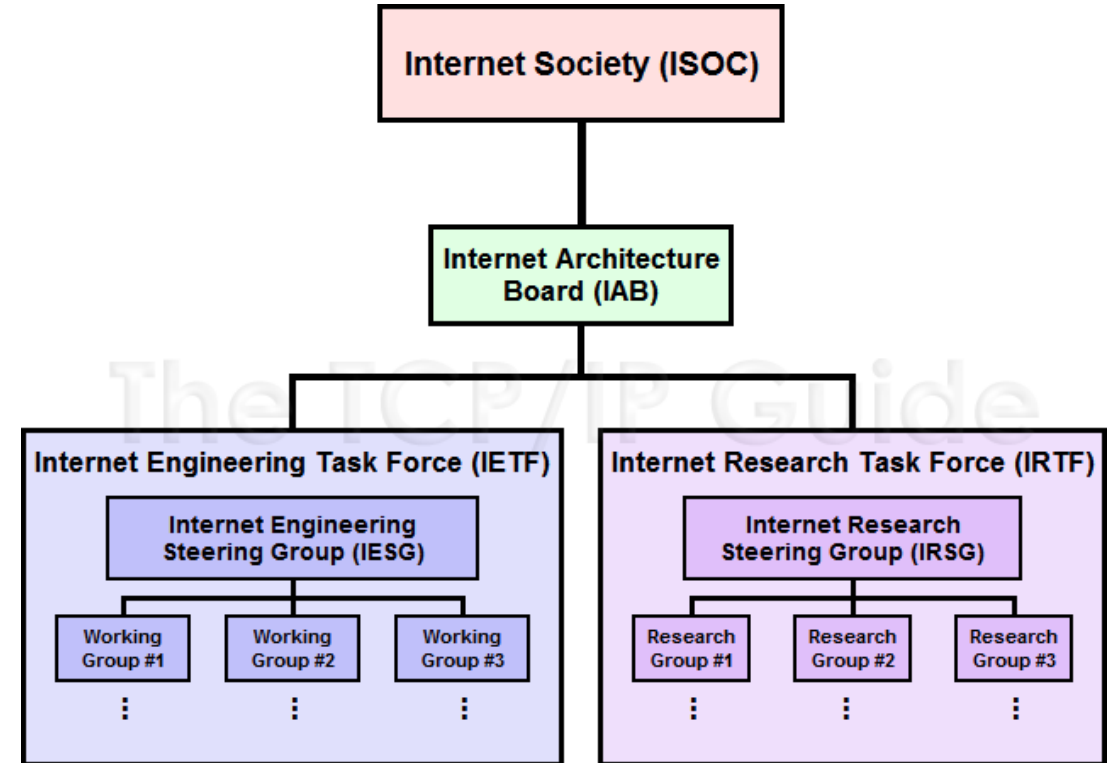 Internet Society (ISOC)
Internet Architecture
Board (IAB)
The TCP/IP Guide
Internet Engineering Task Force (IETF)
Internet Engineering
Steering Group (IESG)
Working
Group #1
Working
Group #2
Working
Group #3
Internet Research Task Force (IRTF)
Internet Research
Steering Group (IRSG)
Research
Group #1
Research
Group #2
Research
Group #3